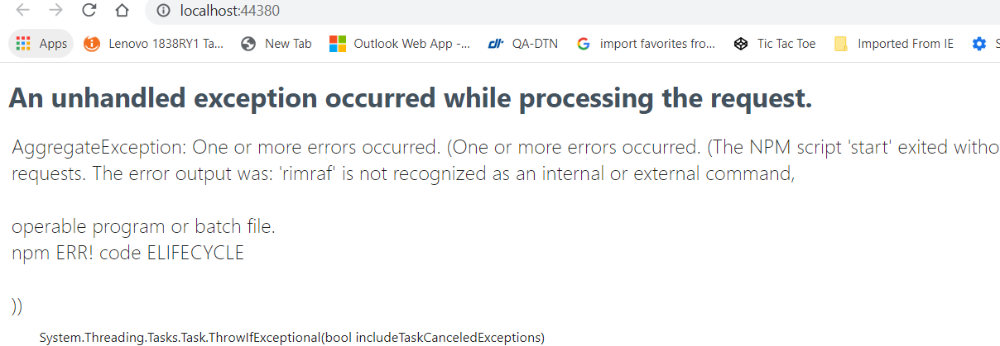 localhost:44380
Apps Lenovo 1838RY1 Ta... New Tab Outlook Web App -... QA-DTN import favorites fro... Tic Tac Toe Imported From IE S
An unhandled exception occurred while processing the request.
AggregateException: One or more errors occurred. (One or more errors occurred. (The NPM script 'start' exited witho
requests. The error output was: 'rimraf' is not recognized as an internal or external command,
operable program or batch file.
npm ERR! code ELIFECYCLE
))
System.Threading.Tasks.Task.ThrowIfExceptional(bool includeTaskCanceledExceptions)